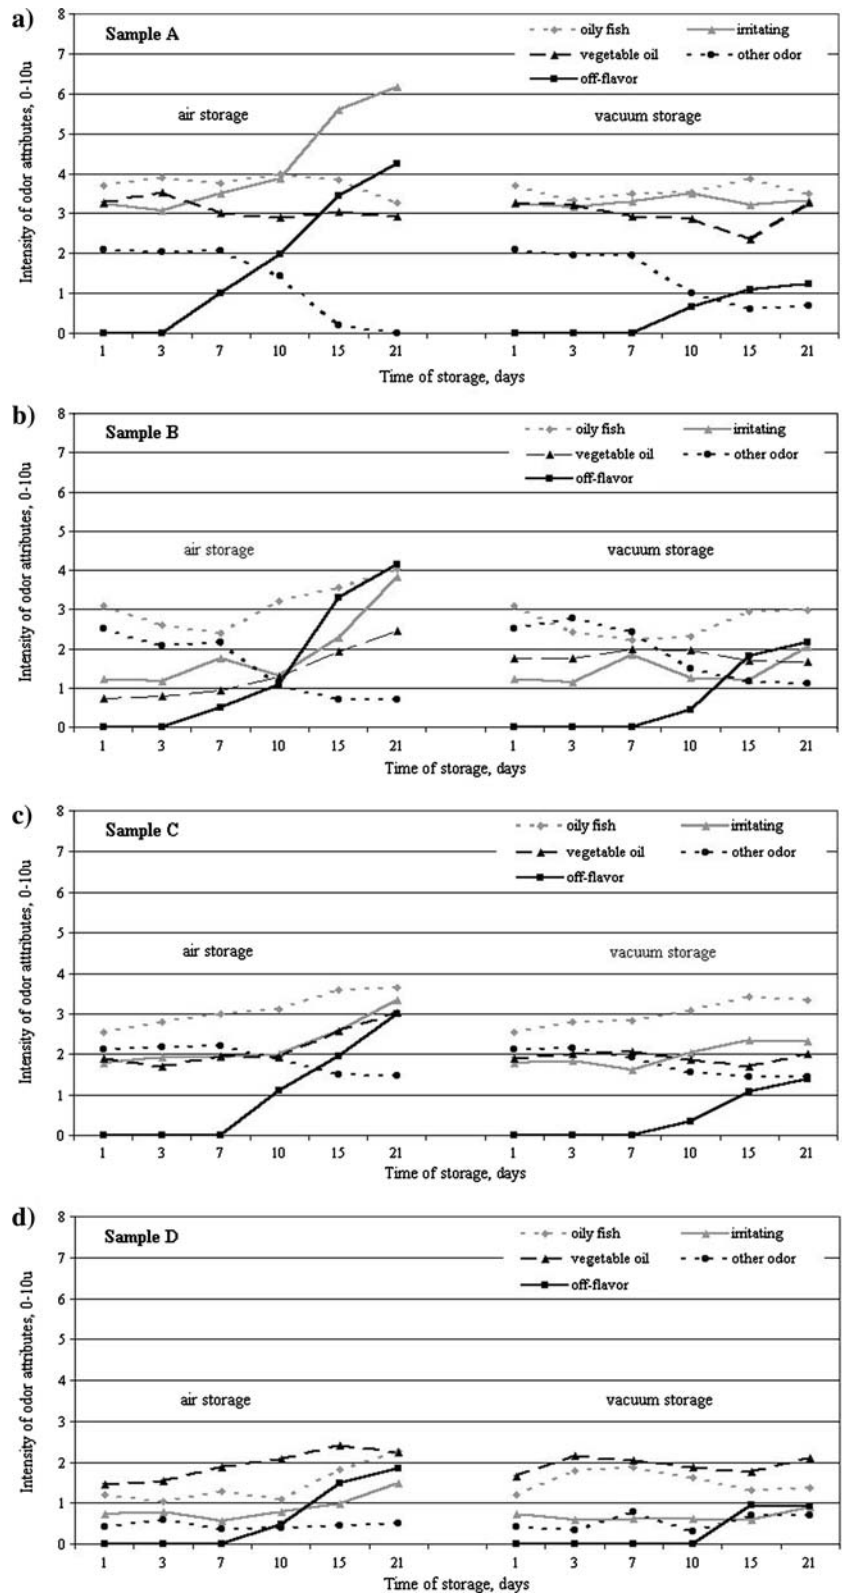 a)
Sample A
oily fish
irritating
vegetable oil
other odor
off-flavor
air storage
vacuum storage
Intensity of odor attributes, 0-10u
8
7
6
5
4
3
2
1
0
1 3 7 10 15 21 1 3 7 10 15 21
Time of storage, days
b)
Sample B
oily fish
irritating
vegetable oil
other odor
off-flavor
air storage
vacuum storage
Intensity of odor attributes, 0-10u
8
7
6
5
4
3
2
1
0
1 3 7 10 15 21 1 3 7 10 15 21
Time of storage, days
c)
Sample C
oily fish
irritating
vegetable oil
other odor
off-flavor
air storage
vacuum storage
Intensity of odor attributes, 0-10u
8
7
6
5
4
3
2
1
0
1 3 7 10 15 21 1 3 7 10 15 21
Time of storage, days
d)
Sample D
oily fish
irritating
vegetable oil
other odor
off-flavor
air storage
vacuum storage
Intensity of odor attributes, 0-10u
8
7
6
5
4
3
2
1
0
1 3 7 10 15 21 1 3 7 10 15 21
Time of storage, days